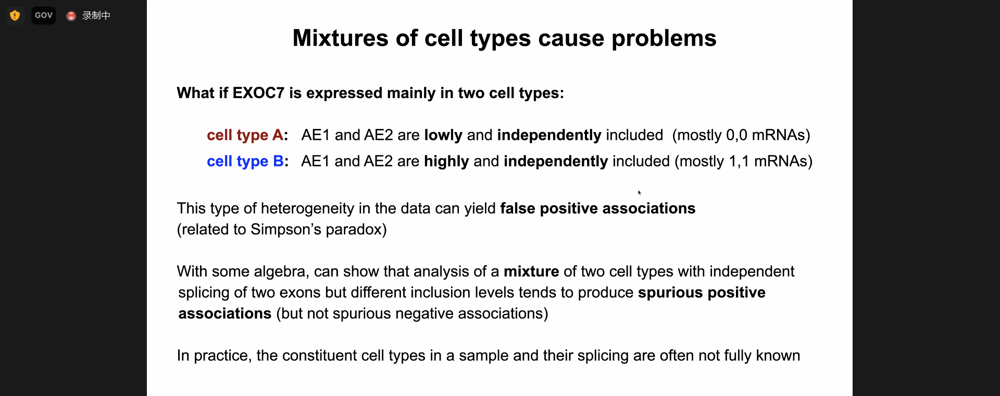 GOV 录制中
Mixtures of cell types cause problems
What if EXOC7 is expressed mainly in two cell types:
cell type A: AE1 and AE2 are lowly and independently included (mostly 0,0 mRNAs)
cell type B: AE1 and AE2 are highly and independently included (mostly 1,1 mRNAs)
This type of heterogeneity in the data can yield false positive associations
(related to Simpson’s paradox)
With some algebra, can show that analysis of a mixture of two cell types with independent
splicing of two exons but different inclusion levels tends to produce spurious positive
associations (but not spurious negative associations)
In practice, the constituent cell types in a sample and their splicing are often not fully known